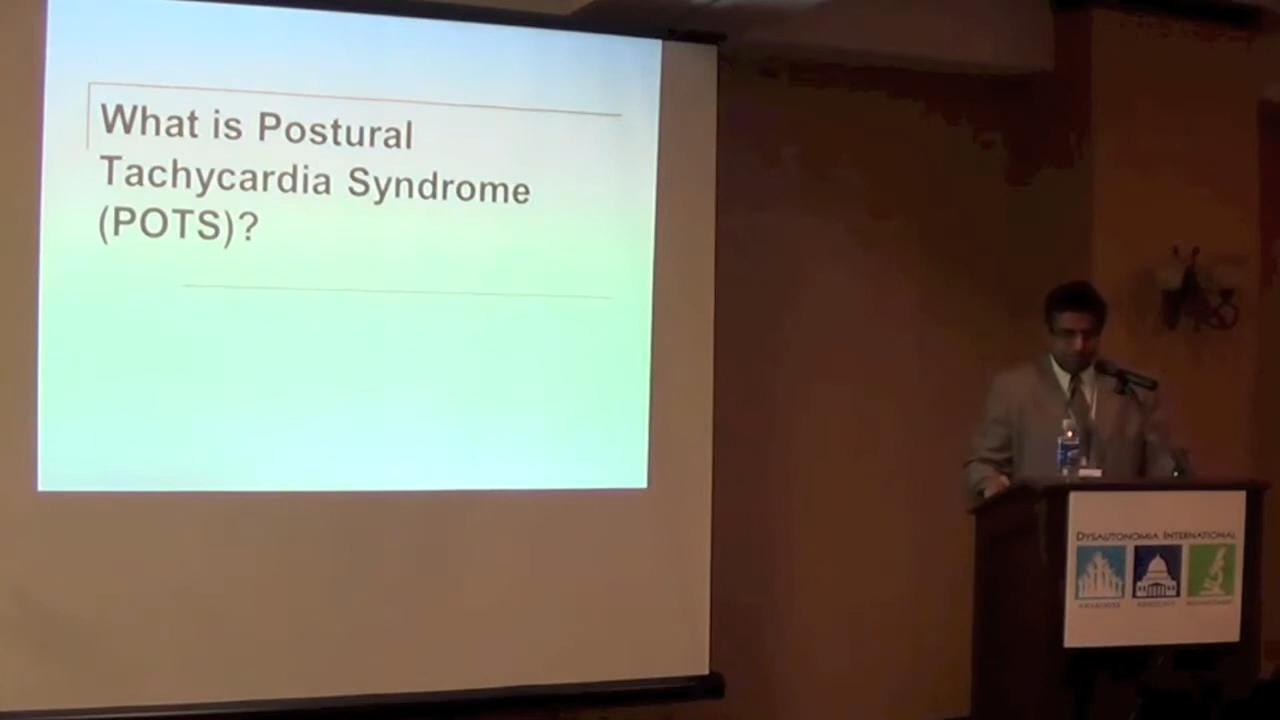 What is Postural
Tachycardia Syndrome
(POTS)?
DYSAUTONOMIA INTERNATIONAL